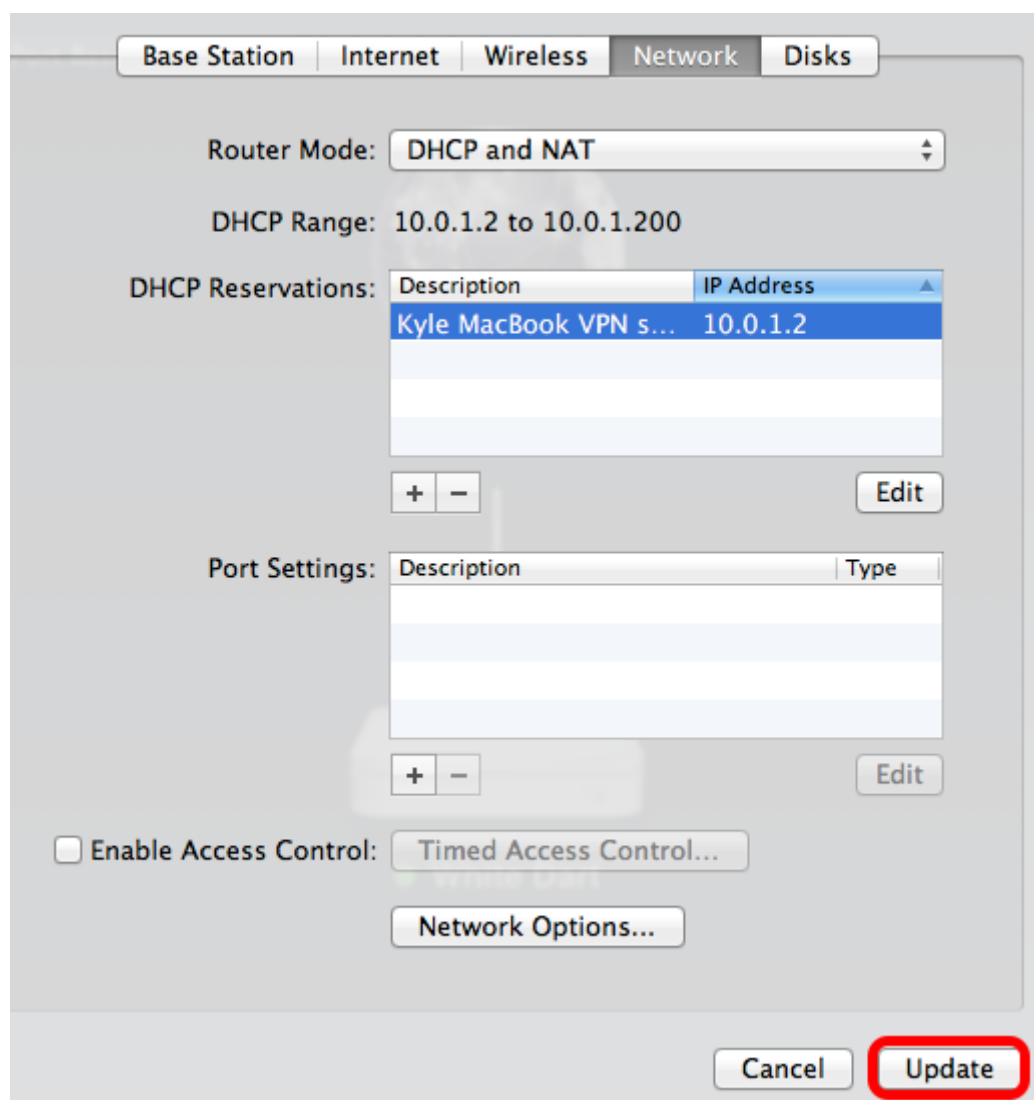 Base Station Internet Wireless Network Disks
Router Mode: DHCP and NAT
DHCP Range: 10.0.1.2 to 10.0.1.200
DHCP Reservations: Description IP Address
Kyle MacBook VPN s... 10.0.1.2
+ − Edit
Port Settings: Description Type
+ − Edit
Enable Access Control: Timed Access Control...
White Dart
Network Options...
Cancel Update